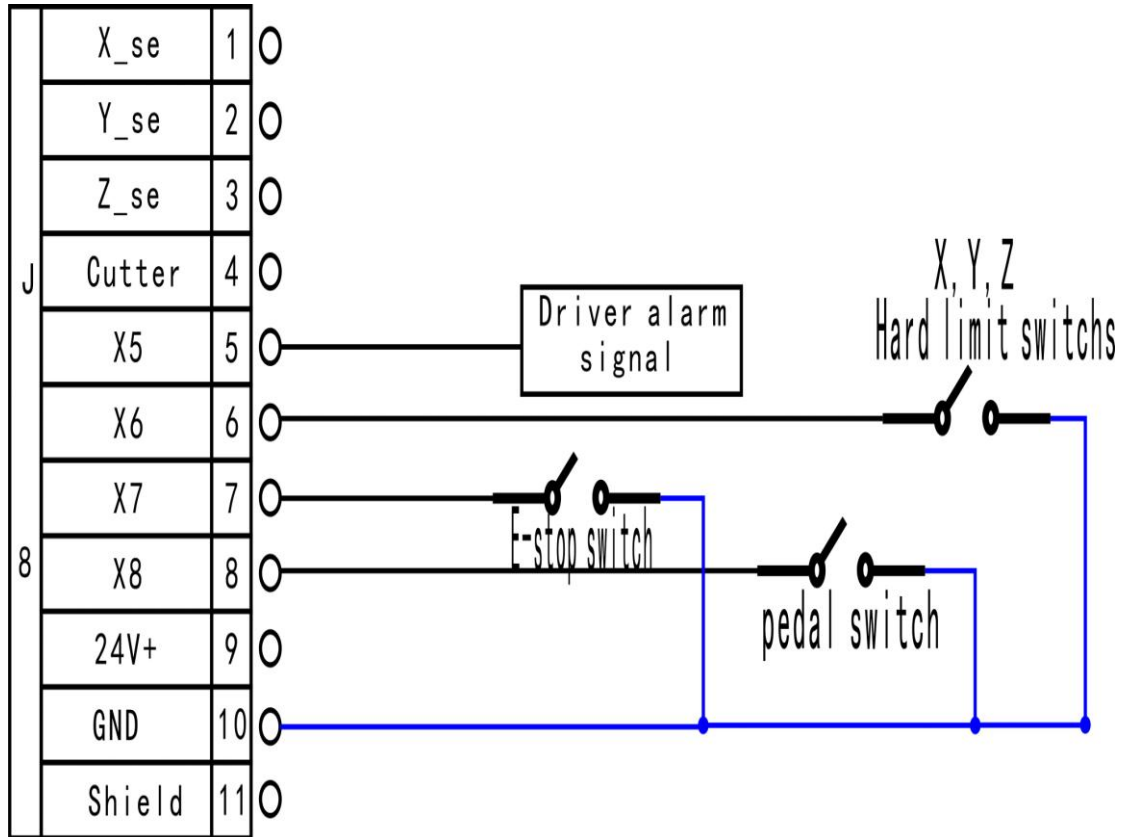 J
8
X_se 1
Y_se 2
Z_se 3
Cutter 4
X5 5
X6 6
X7 7
X8 8
24V+ 9
GND 10
Shield 11
Driver alarm
signal
X, Y, Z
Hard limit switchs
E-stop switch
pedal switch